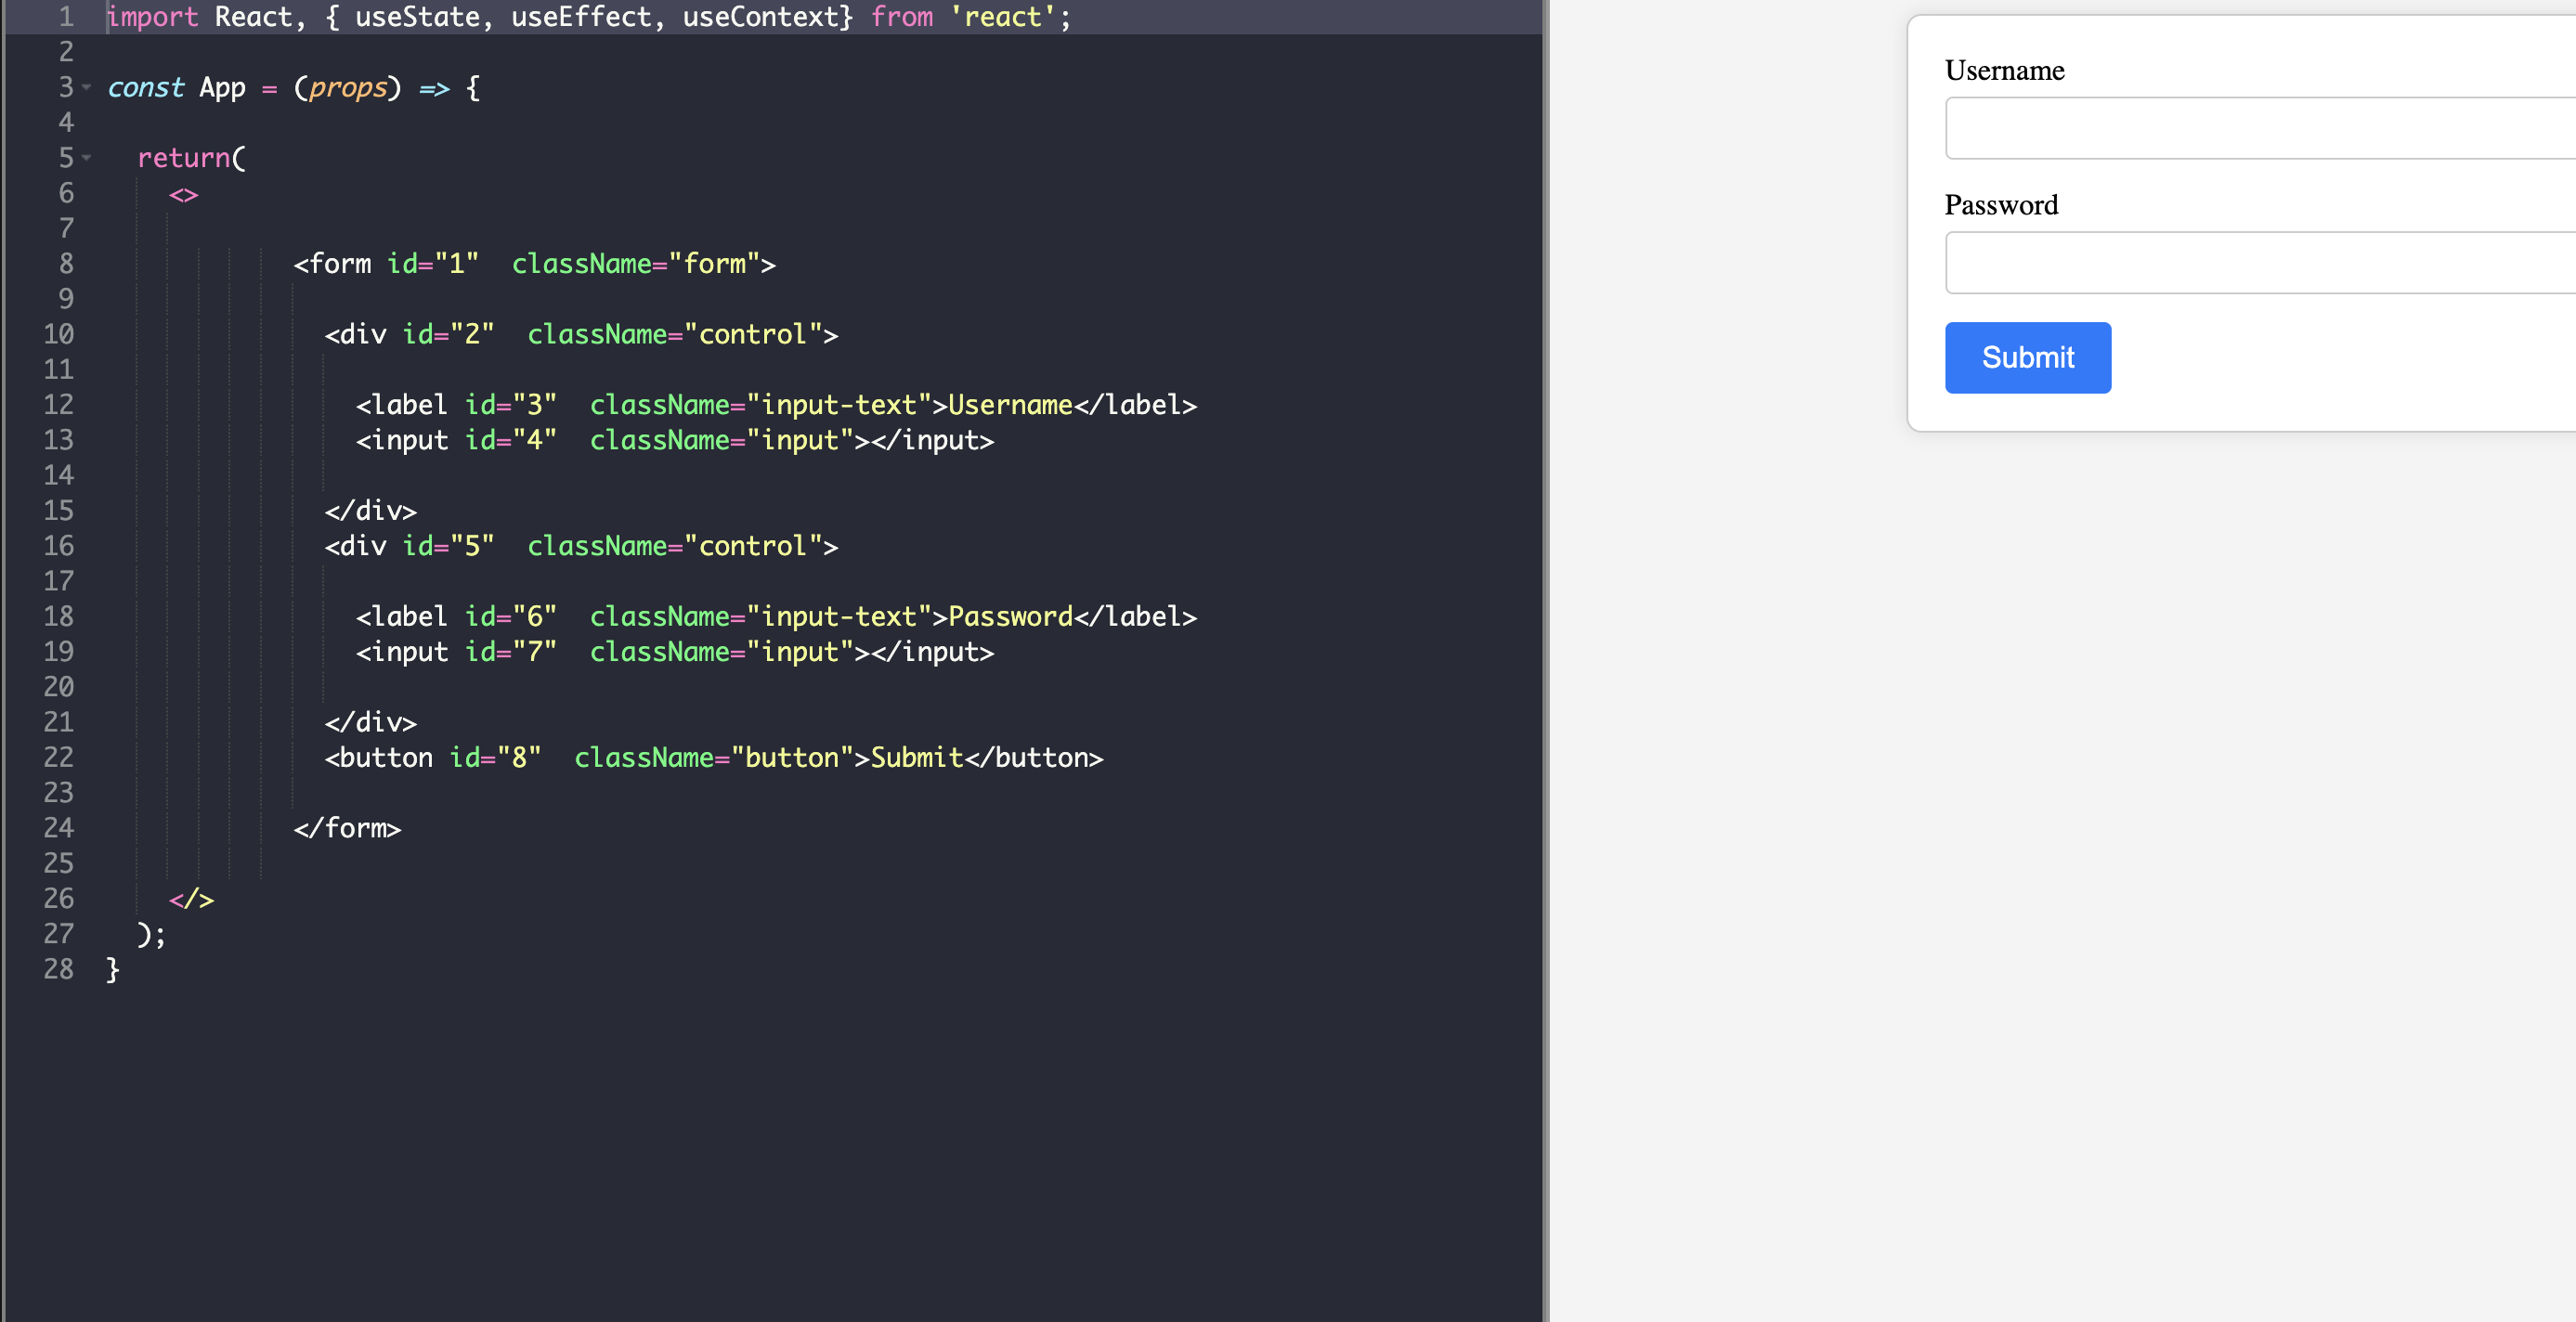 1 import React, { useState, useEffect, useContext} from 'react';
2
3 const App = (props) => {
4
5 return(
6 <>
7
8 <form id="1"  className="form">
9
10 <div id="2"  className="control">
11
12 <label id="3"  className="input-text">Username</label>
13 <input id="4"  className="input"></input>
14
15 </div>
16 <div id="5"  className="control">
17
18 <label id="6"  className="input-text">Password</label>
19 <input id="7"  className="input"></input>
20
21 </div>
22 <button id="8"  className="button">Submit</button>
23
24 </form>
25
26 </>
27 );
28 }
Username
Password
Submit